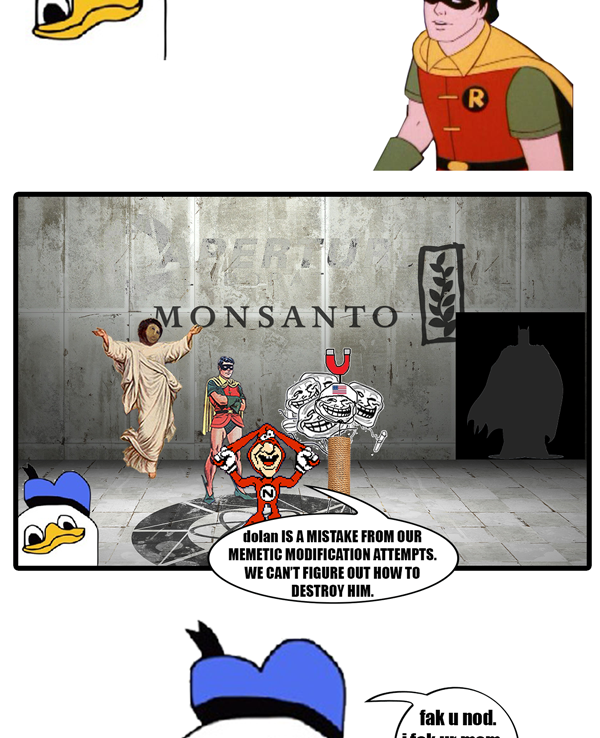 R
APERTURE
MONSANTO
N
dolan IS A MISTAKE FROM OUR
MEMETIC MODIFICATION ATTEMPTS.
WE CAN'T FIGURE OUT HOW TO
DESTROY HIM.
fak u nod.
i fak ur mom